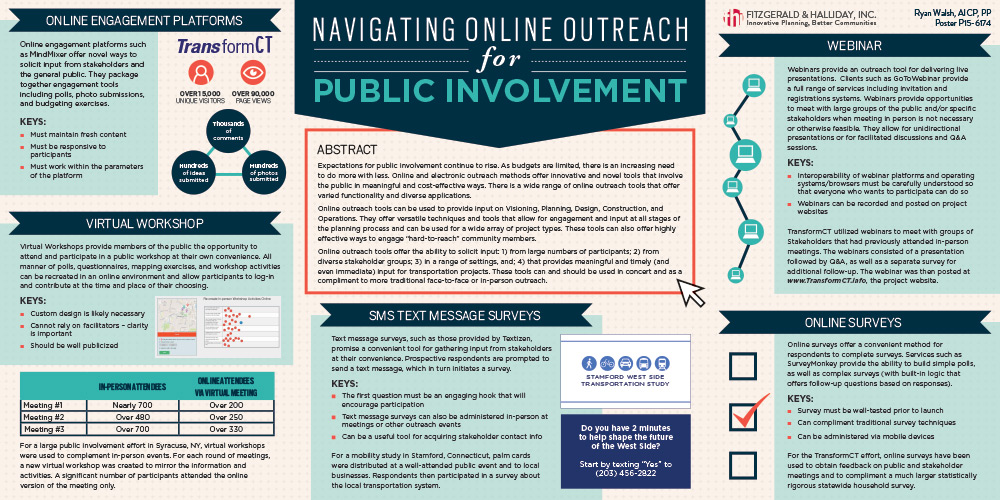 ONLINE ENGAGEMENT PLATFORMS
Online engagement platforms such
as MindMixer offer novel ways to
solicit input from stakeholders and
the general public. They package
together engagement tools
including polls, photo submissions,
and budgeting exercises.
KEYS:
Must maintain fresh content
Must be responsive to
participants
Must work within the parameters
of the platform
TransformCT
OVER 15,000
UNIQUE VISITORS
OVER 90,000
PAGE VIEWS
Thousands
of
comments
Hundreds
of ideas
submitted
Hundreds
of photos
submitted
VIRTUAL WORKSHOP
Virtual Workshops provide members of the public the opportunity to
attend and participate in a public workshop at their own convenience. All
manner of polls, questionnaires, mapping exercises, and workshop activities
can be recreated in an online environment and allow participants to log-in
and contribute at the time and place of their choosing.
KEYS:
Custom design is likely necessary
Cannot rely on facilitators – clarity
is important
Should be well publicized
IN-PERSON ATTENDEES
ONLINE ATTENDEES
VIA VIRTUAL MEETING
Meeting #1 Nearly 700 Over 200
Meeting #2 Over 480 Over 250
Meeting #3 Over 700 Over 330
For a large public involvement effort in Syracuse, NY, virtual workshops
were used to complement in-person events. For each round of meetings,
a new virtual workshop was created to mirror the information and
activities. A significant number of participants attended the online
version of the meeting only.
NAVIGATING ONLINE OUTREACH
for
PUBLIC INVOLVEMENT
ABSTRACT
Expectations for public involvement continue to rise. As budgets are limited, there is an increasing need
to do more with less. Online and electronic outreach methods offer innovative and novel tools that involve
the public in meaningful and cost-effective ways. There is a wide range of online outreach tools that offer
varied functionality and diverse applications.
Online outreach tools can be used to provide input on Visioning, Planning, Design, Construction, and
Operations. They offer versatile techniques and tools that allow for engagement and input at all stages of
the planning process and can be used for a wide array of project types. These tools can also offer highly
effective ways to engage "hard-to-reach" community members.
Online outreach tools offer the ability to solicit input: 1) from large numbers of participants; 2) from
diverse stakeholder groups; 3) in a range of settings, and; 4) that provides meaningful and timely (and
even immediate) input for transportation projects. These tools can and should be used in concert and as a
compliment to more traditional face-to-face or in-person outreach.
SMS TEXT MESSAGE SURVEYS
Text message surveys, such as those provided by Textizen,
promise a convenient tool for gathering input from stakeholders
at their convenience. Prospective respondents are prompted to
send a text message, which in turn initiates a survey.
KEYS:
The first question must be an engaging hook that will
encourage participation
Text message surveys can also be administered in-person at
meetings or other outreach events
Can be a useful tool for acquiring stakeholder contact info
For a mobility study in Stamford, Connecticut, palm cards
were distributed at a well-attended public event and to local
businesses. Respondents then participated in a survey about
the local transportation system.
STAMFORD WEST SIDE
TRANSPORTATION STUDY
Do you have 2 minutes
to help shape the future
of the West Side?
Start by texting "Yes" to
(203) 456-2822
FITZGERALD & HALLIDAY, INC.
Innovative Planning, Better Communities
Ryan Walsh, AICP, PP
Poster P15-6174
WEBINAR
Webinars provide an outreach tool for delivering live
presentations. Clients such as GoToWebinar provide
a full range of services including invitation and
registrations systems. Webinars provide opportunities
to meet with large groups of the public and/or specific
stakeholders when meeting in person is not necessary
or otherwise feasible. They allow for unidirectional
presentations or for facilitated discussions and Q&A
sessions.
KEYS:
Interoperability of webinar platforms and operating
systems/browsers must be carefully understood so
that everyone who wants to participate can do so
Webinars can be recorded and posted on project
websites
TransformCT utilized webinars to meet with groups of
Stakeholders that had previously attended in-person
meetings. The webinars consisted of a presentation
followed by Q&A, as well as a separate survey for
additional follow-up. The webinar was then posted at
www.TransformCT.info, the project website.
ONLINE SURVEYS
Online surveys offer a convenient method for
respondents to complete surveys. Services such as
SurveyMonkey provide the ability to build simple polls,
as well as complex surveys (with built-in logic that
offers follow-up questions based on responses).
KEYS:
Survey must be well-tested prior to launch
Can compliment traditional survey techniques
Can be administered via mobile devices
For the TransformCT effort, online surveys have been
used to obtain feedback on public and stakeholder
meetings and to compliment a much larger statistically
rigorous statewide household survey.